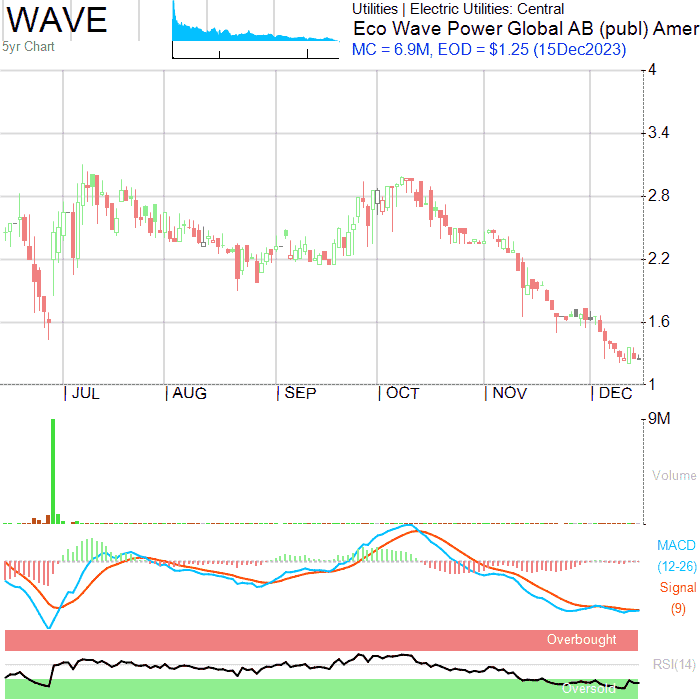 WAVE
5yr Chart
Utilities | Electric Utilities: Central
Eco Wave Power Global AB (publ) Amer
MC = 6.9M, EOD = $1.25 (15Dec2023)
4
3.4
2.8
2.2
1.6
1
| JUL | AUG | SEP | OCT | NOV | DEC
9M
Volume
MACD
(12-26)
Signal
(9)
Overbought
RSI(14)
Oversold